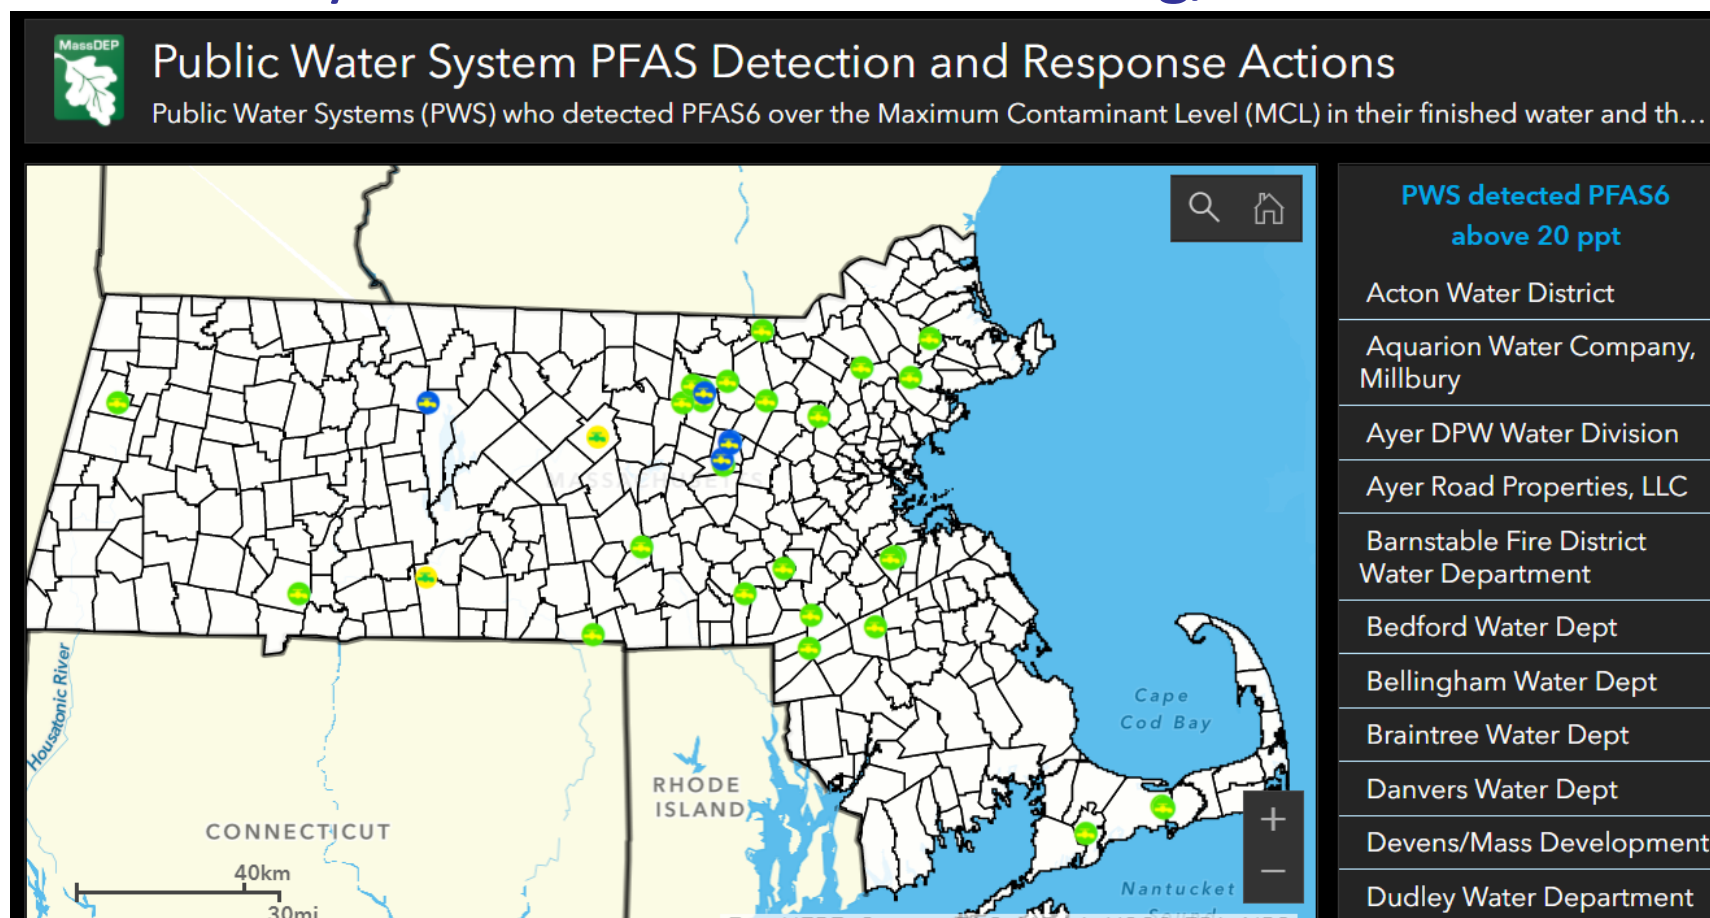 MassDEP
Public Water System PFAS Detection and Response Actions
Public Water Systems (PWS) who detected PFAS6 over the Maximum Contaminant Level (MCL) in their finished water and th...
MASSACHUSETTS
Housatonic River
CONNECTICUT
RHODE
ISLAND
Cape
Cod Bay
Nantucket
Sound
40km
30mi
+
−
PWS detected PFAS6
above 20 ppt
Acton Water District
Aquarion Water Company,
Millbury
Ayer DPW Water Division
Ayer Road Properties, LLC
Barnstable Fire District
Water Department
Bedford Water Dept
Bellingham Water Dept
Braintree Water Dept
Danvers Water Dept
Devens/Mass Development
Dudley Water Department